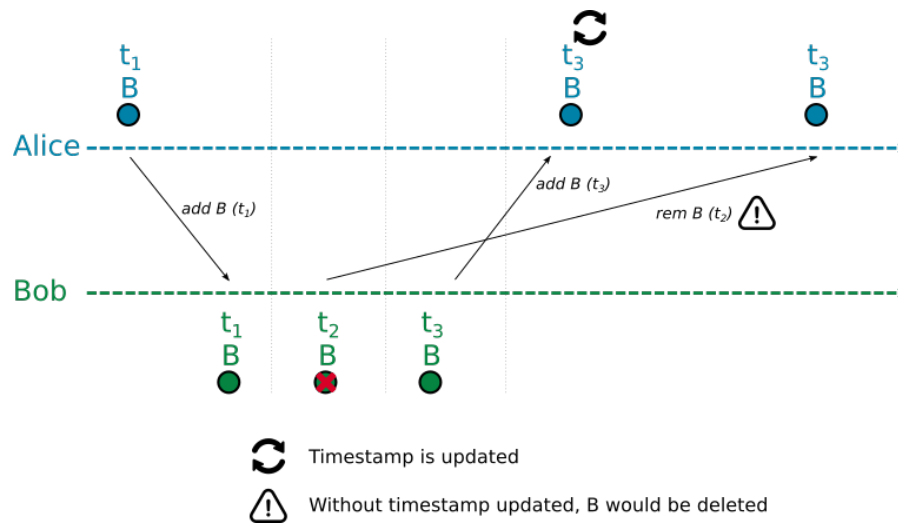 t₁
B
t₃
B
t₃
B
Alice
add B (t₁)
add B (t₃)
rem B (t₂)
Bob
t₁
B
t₂
B
t₃
B
Timestamp is updated
Without timestamp updated, B would be deleted